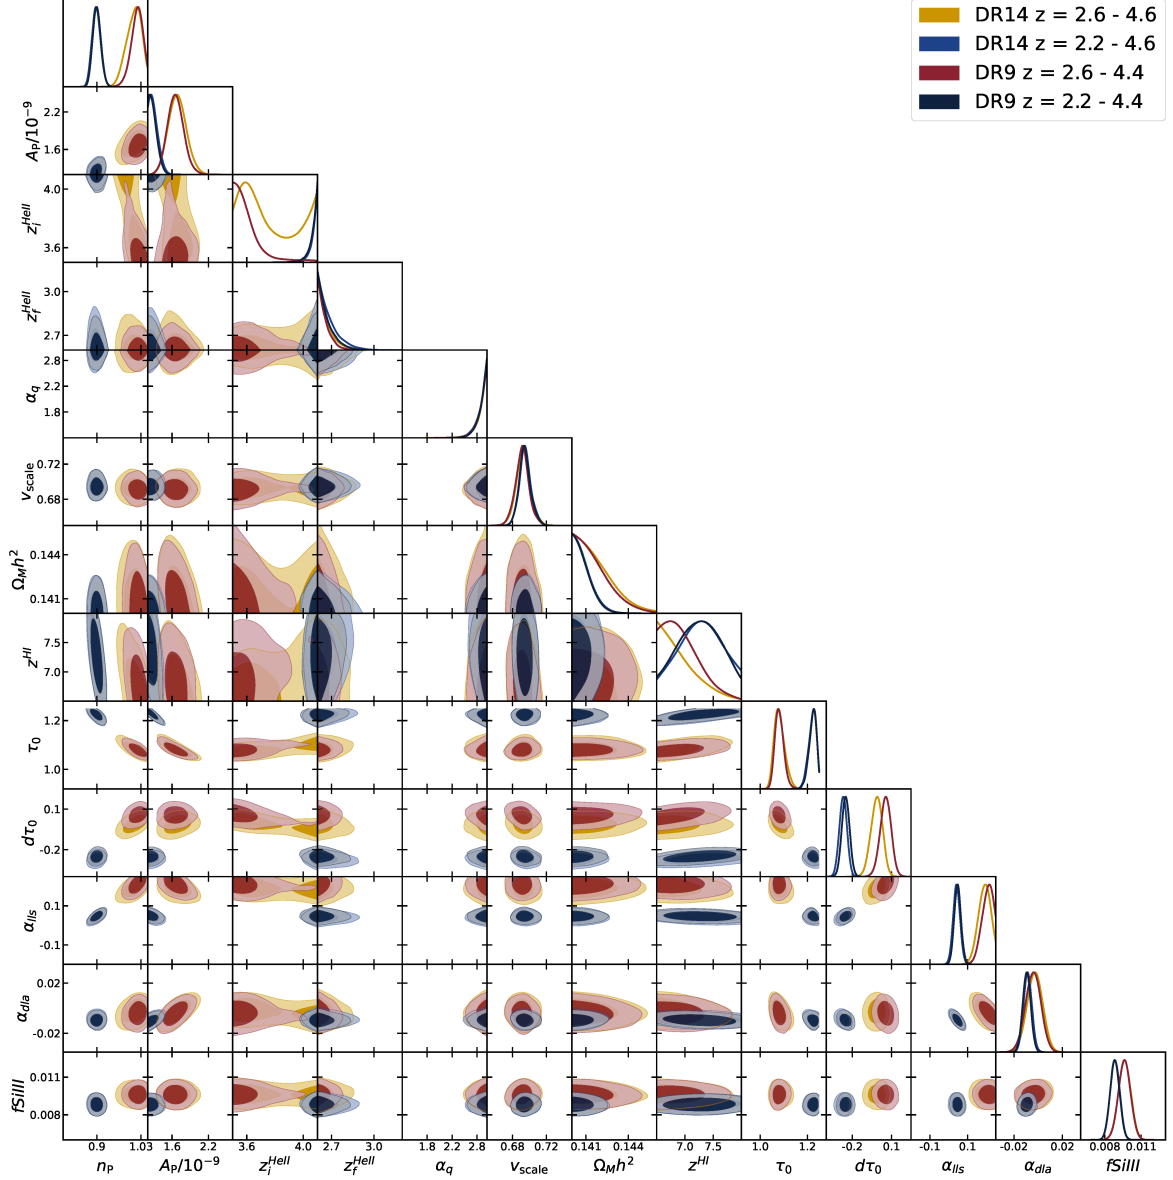 DR14 z = 2.6 - 4.6
DR14 z = 2.2 - 4.6
DR9 z = 2.6 - 4.4
DR9 z = 2.2 - 4.4
2.2
1.6
A_P/10^{-9}
4.0
3.6
z_i^{HeII}
3.0
2.7
z_f^{HeII}
2.8
2.2
1.8
α_q
0.72
0.68
v_scale
0.144
0.141
Ω_M h^2
7.5
7.0
z^{HI}
1.2
1.0
τ_0
0.1
-0.2
dτ_0
0.1
-0.1
α_lls
0.02
-0.02
α_dla
0.011
0.008
fSiIII
0.9 1.03 1.6 2.2 3.6 4.0 2.7 3.0 1.8 2.2 2.8 0.68 0.72 0.141 0.144 7.0 7.5 1.0 1.2 -0.2 0.1 -0.1 0.1 -0.02 0.02 0.008 0.011
n_P A_P/10^{-9} z_i^{HeII} z_f^{HeII} α_q v_scale Ω_M h^2 z^{HI} τ_0 dτ_0 α_lls α_dla fSiIII